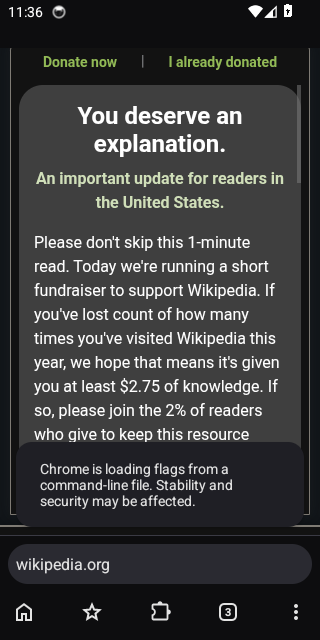 11:36
Donate now | I already donated
You deserve an
explanation.
An important update for readers in
the United States.
Please don't skip this 1-minute
read. Today we're running a short
fundraiser to support Wikipedia. If
you've lost count of how many
times you've visited Wikipedia this
year, we hope that means it's given
you at least $2.75 of knowledge. If
so, please join the 2% of readers
who give to keep this resource
Chrome is loading flags from a
command-line file. Stability and
security may be affected.
wikipedia.org
3